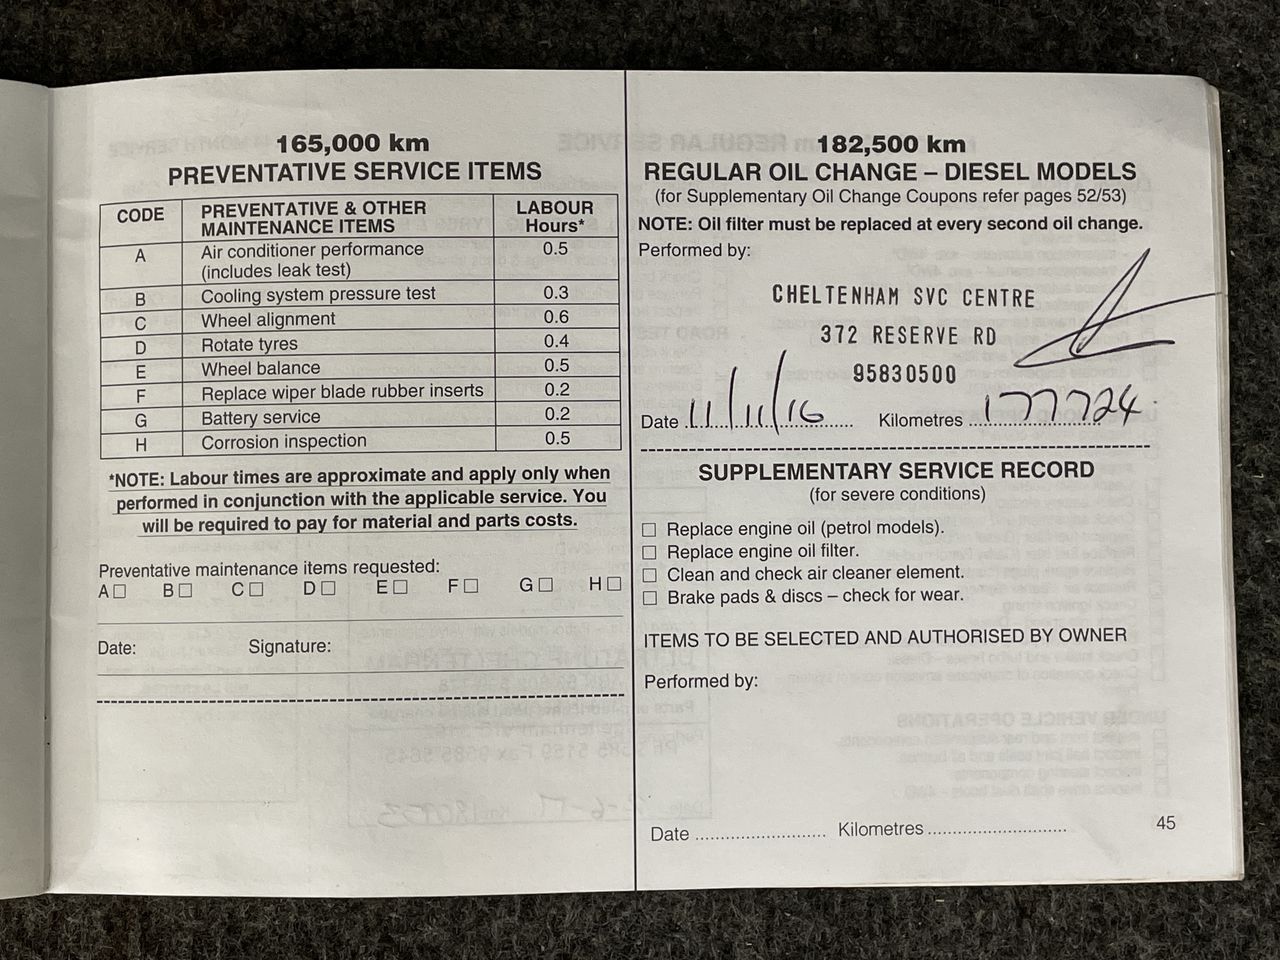 165,000 km
PREVENTATIVE SERVICE ITEMS
CODE PREVENTATIVE & OTHER MAINTENANCE ITEMS LABOUR Hours*
A Air conditioner performance (includes leak test) 0.5
B Cooling system pressure test 0.3
C Wheel alignment 0.6
D Rotate tyres 0.4
E Wheel balance 0.5
F Replace wiper blade rubber inserts 0.2
G Battery service 0.2
H Corrosion inspection 0.5
*NOTE: Labour times are approximate and apply only when
performed in conjunction with the applicable service. You
will be required to pay for material and parts costs.
Preventative maintenance items requested:
A☐ B☐ C☐ D☐ E☐ F☐ G☐ H☐
Date: Signature:
182,500 km
REGULAR OIL CHANGE – DIESEL MODELS
(for Supplementary Oil Change Coupons refer pages 52/53)
NOTE: Oil filter must be replaced at every second oil change.
Performed by:
CHELTENHAM SVC CENTRE
372 RESERVE RD
95830500
Date 11/11/16 Kilometres 177724
SUPPLEMENTARY SERVICE RECORD
(for severe conditions)
☐ Replace engine oil (petrol models).
☐ Replace engine oil filter.
☐ Clean and check air cleaner element.
☐ Brake pads & discs – check for wear.
ITEMS TO BE SELECTED AND AUTHORISED BY OWNER
Performed by:
Date .......................... Kilometres ...........................
45